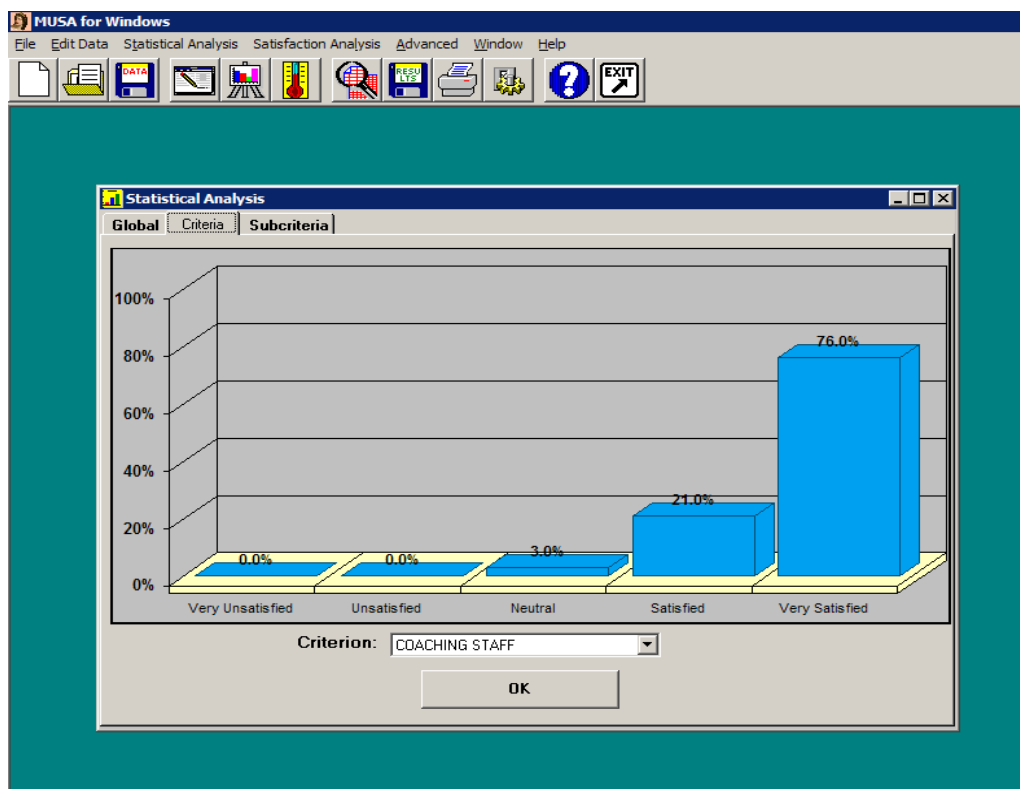 MUSA for Windows
File Edit Data Statistical Analysis Satisfaction Analysis Advanced Window Help
DATA
RESU
LTS
?
EXIT
Statistical Analysis
Global Criteria Subcriteria
100%
80%
60%
40%
20%
0%
0.0%
0.0%
3.0%
21.0%
76.0%
Very Unsatisfied Unsatisfied Neutral Satisfied Very Satisfied
Criterion: COACHING STAFF
OK